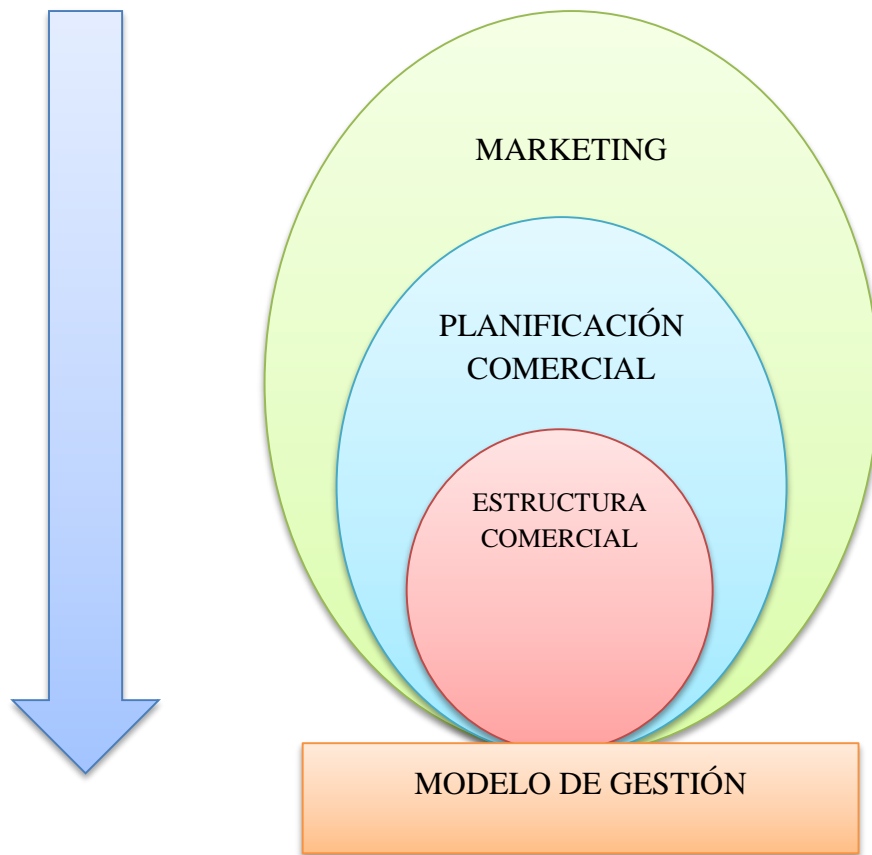 MARKETING
PLANIFICACIÓN
COMERCIAL
ESTRUCTURA
COMERCIAL
MODELO DE GESTIÓN